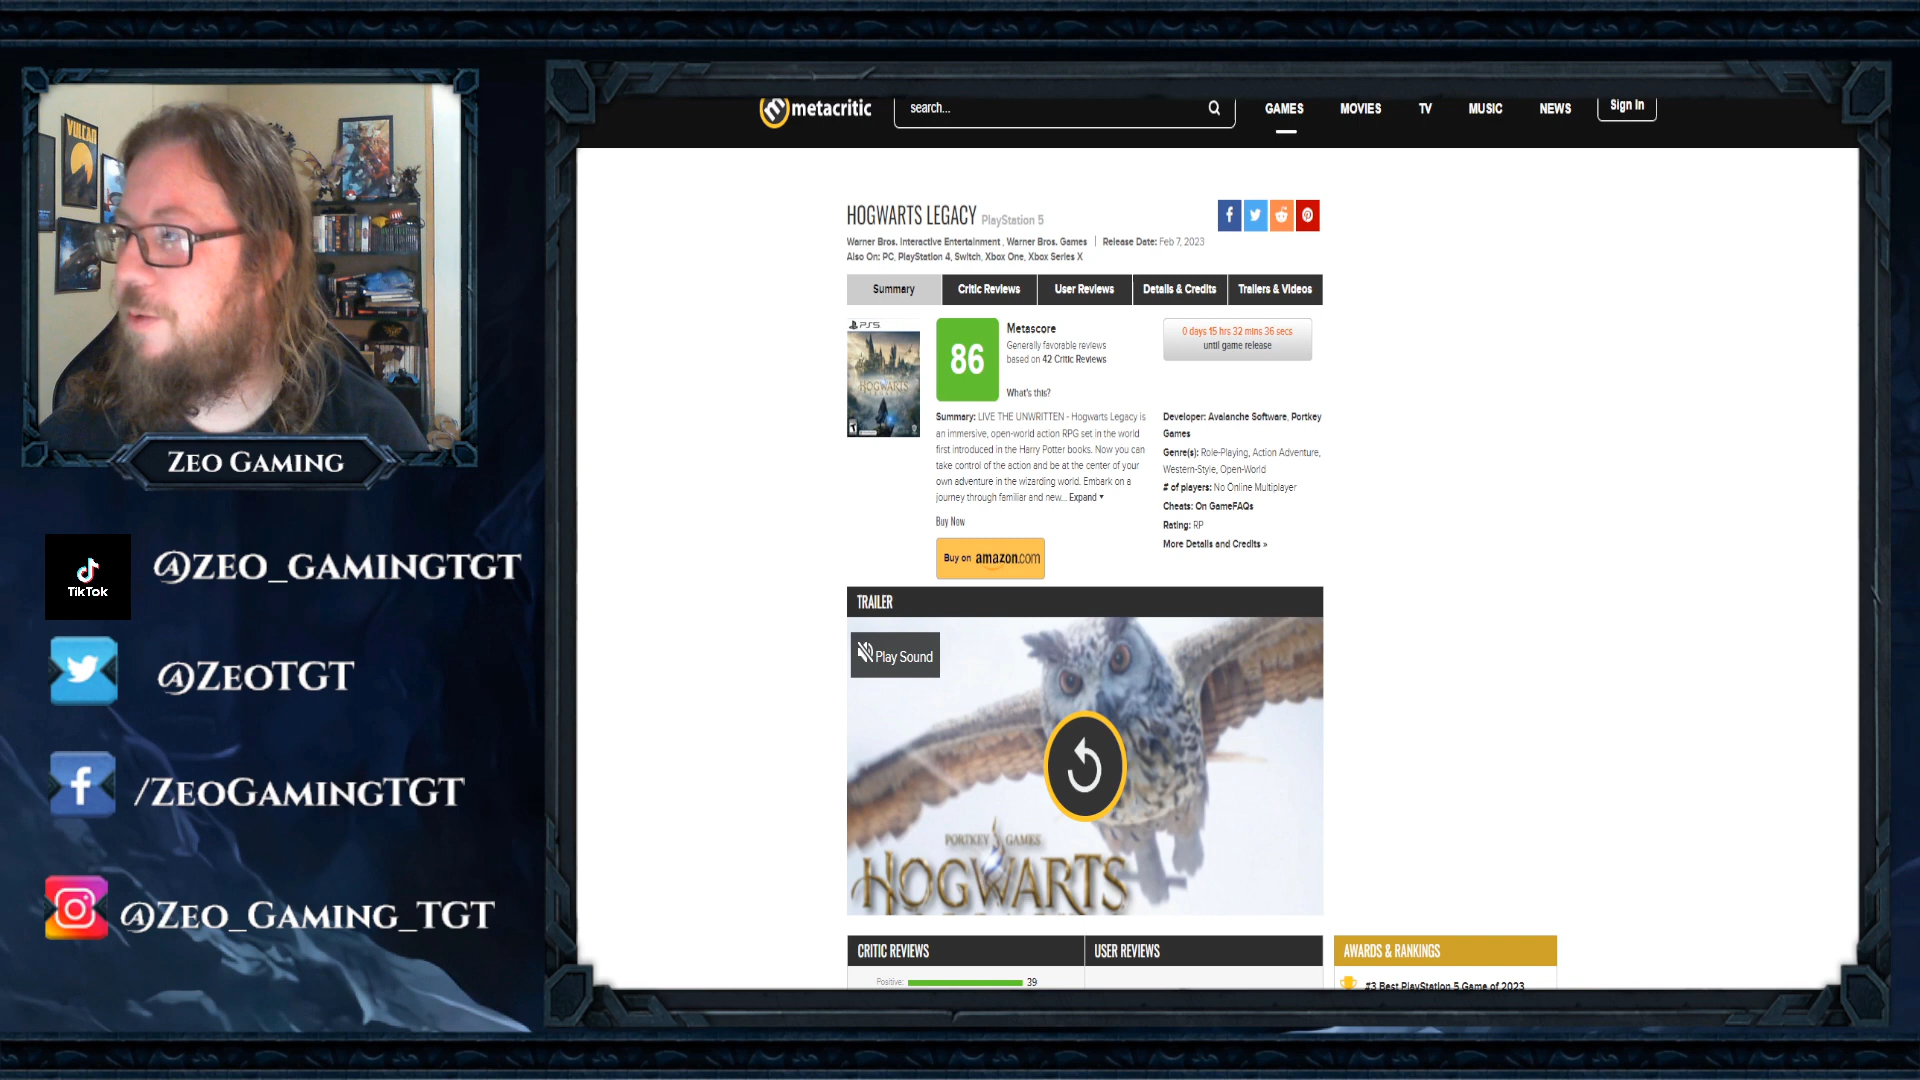 VULCAN
ZEO GAMING
TikTok
@ZEO_GAMINGTGT
@ZEOTGT
/ZEOGAMINGTGT
@ZEO_GAMING_TGT
metacritic
search...
GAMES
MOVIES
TV
MUSIC
NEWS
Sign In
HOGWARTS LEGACY PlayStation 5
Warner Bros. Interactive Entertainment , Warner Bros. Games | Release Date: Feb 7, 2023
Also On: PC, PlayStation 4, Switch, Xbox One, Xbox Series X
Summary
Critic Reviews
User Reviews
Details & Credits
Trailers & Videos
PS5
HOGWARTS
86
Metascore
Generally favorable reviews
based on 42 Critic Reviews
What's this?
0 days 15 hrs 32 mins 36 secs
until game release
Summary: LIVE THE UNWRITTEN - Hogwarts Legacy is
an immersive, open-world action RPG set in the world
first introduced in the Harry Potter books. Now you can
take control of the action and be at the center of your
own adventure in the wizarding world. Embark on a
journey through familiar and new... Expand
Buy Now
Buy on amazon.com
Developer: Avalanche Software, Portkey
Games
Genre(s): Role-Playing, Action Adventure,
Western-Style, Open-World
# of players: No Online Multiplayer
Cheats: On GameFAQs
Rating: RP
More Details and Credits »
TRAILER
Play Sound
PORTKEY GAMES
HOGWARTS
CRITIC REVIEWS
USER REVIEWS
AWARDS & RANKINGS
Positive: 39
#3 Best PlayStation 5 Game of 2023